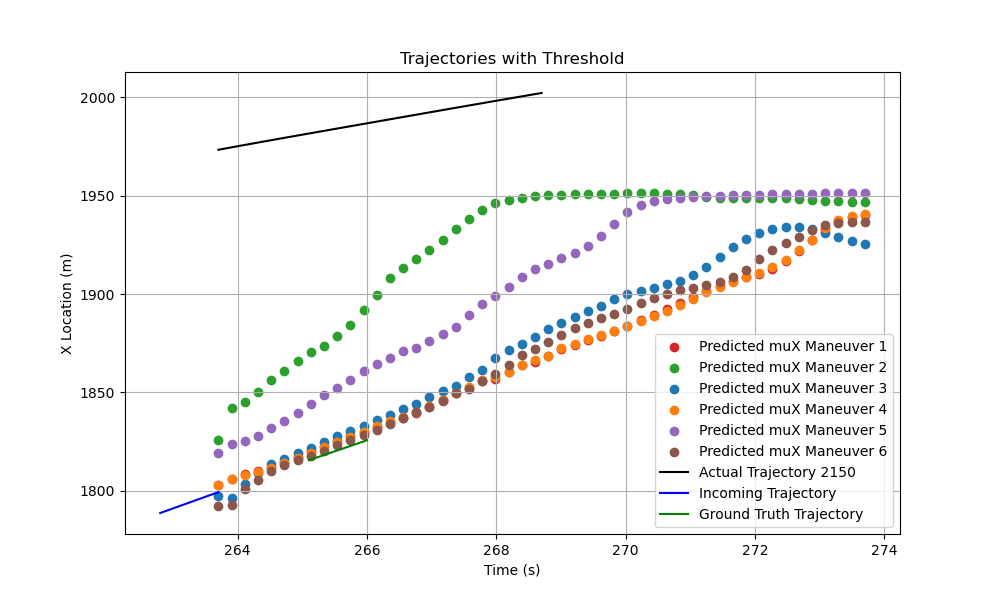 Trajectories with Threshold
X Location (m)
2000
1950
1900
1850
1800
264
266
268
270
272
274
Time (s)
Predicted muX Maneuver 1
Predicted muX Maneuver 2
Predicted muX Maneuver 3
Predicted muX Maneuver 4
Predicted muX Maneuver 5
Predicted muX Maneuver 6
Actual Trajectory 2150
Incoming Trajectory
Ground Truth Trajectory